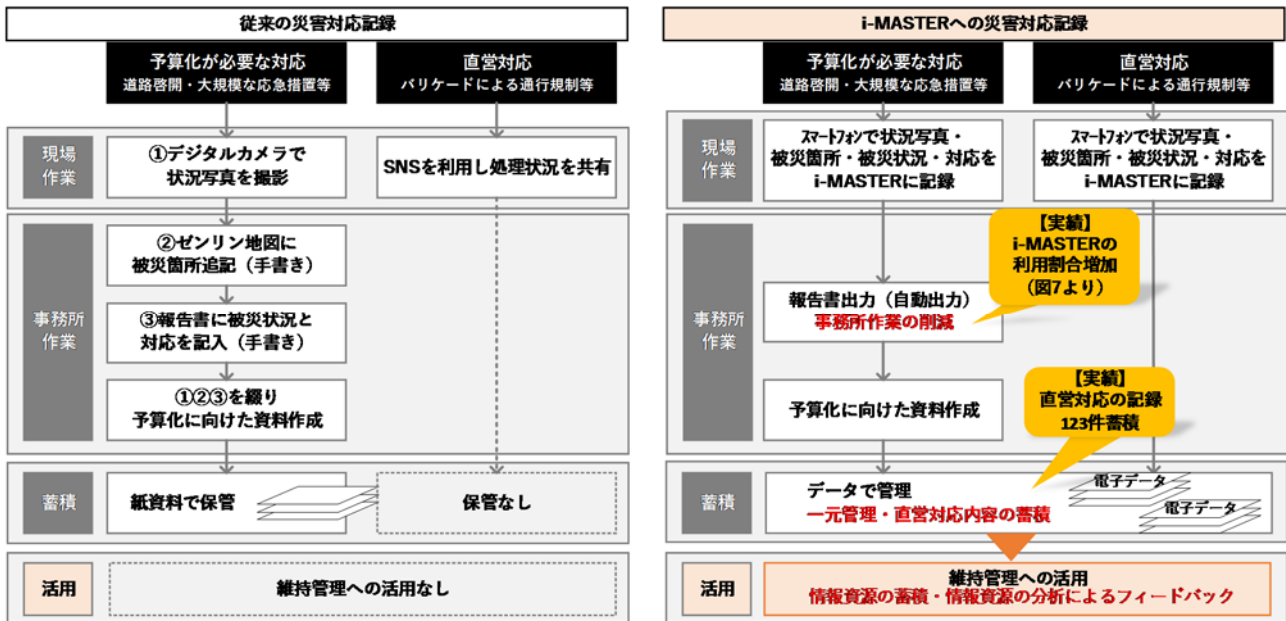 従来の災害対応記録
予算化が必要な対応
道路啓開・大規模な応急措置等
直営対応
バリケードによる通行規制等
現場
作業
①デジタルカメラで
状況写真を撮影
SNSを利用し処理状況を共有
事務所
作業
②ゼンリン地図に
被災箇所追記（手書き）
③報告書に被災状況と
対応を記入（手書き）
①②③を綴り
予算化に向けた資料作成
蓄積
紙資料で保管
保管なし
活用
維持管理への活用なし
i-MASTERへの災害対応記録
予算化が必要な対応
道路啓開・大規模な応急措置等
直営対応
バリケードによる通行規制等
現場
作業
ｽﾏｰﾄﾌｫﾝで状況写真・
被災箇所・被災状況・対応を
i-MASTERに記録
ｽﾏｰﾄﾌｫﾝで状況写真・
被災箇所・被災状況・対応を
i-MASTERに記録
事務所
作業
【実績】
i-MASTERの
利用割合増加
（図7より）
報告書出力（自動出力）
事務所作業の削減
予算化に向けた資料作成
【実績】
直営対応の記録
123件蓄積
蓄積
データで管理
一元管理・直営対応内容の蓄積
電子データ
電子データ
活用
維持管理への活用
情報資源の蓄積・情報資源の分析によるフィードバック